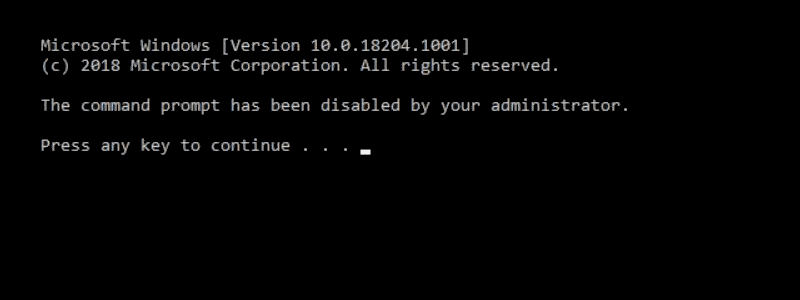 Microsoft Windows [Version 10.0.18204.1001]
(c) 2018 Microsoft Corporation. All rights reserved.
The command prompt has been disabled by your administrator.
Press any key to continue . . .